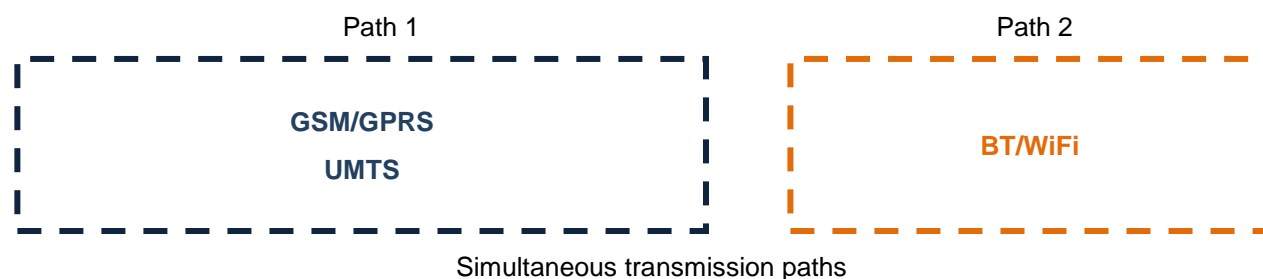 Path 1
Path 2
GSM/GPRS
UMTS
BT/WiFi
Simultaneous transmission paths